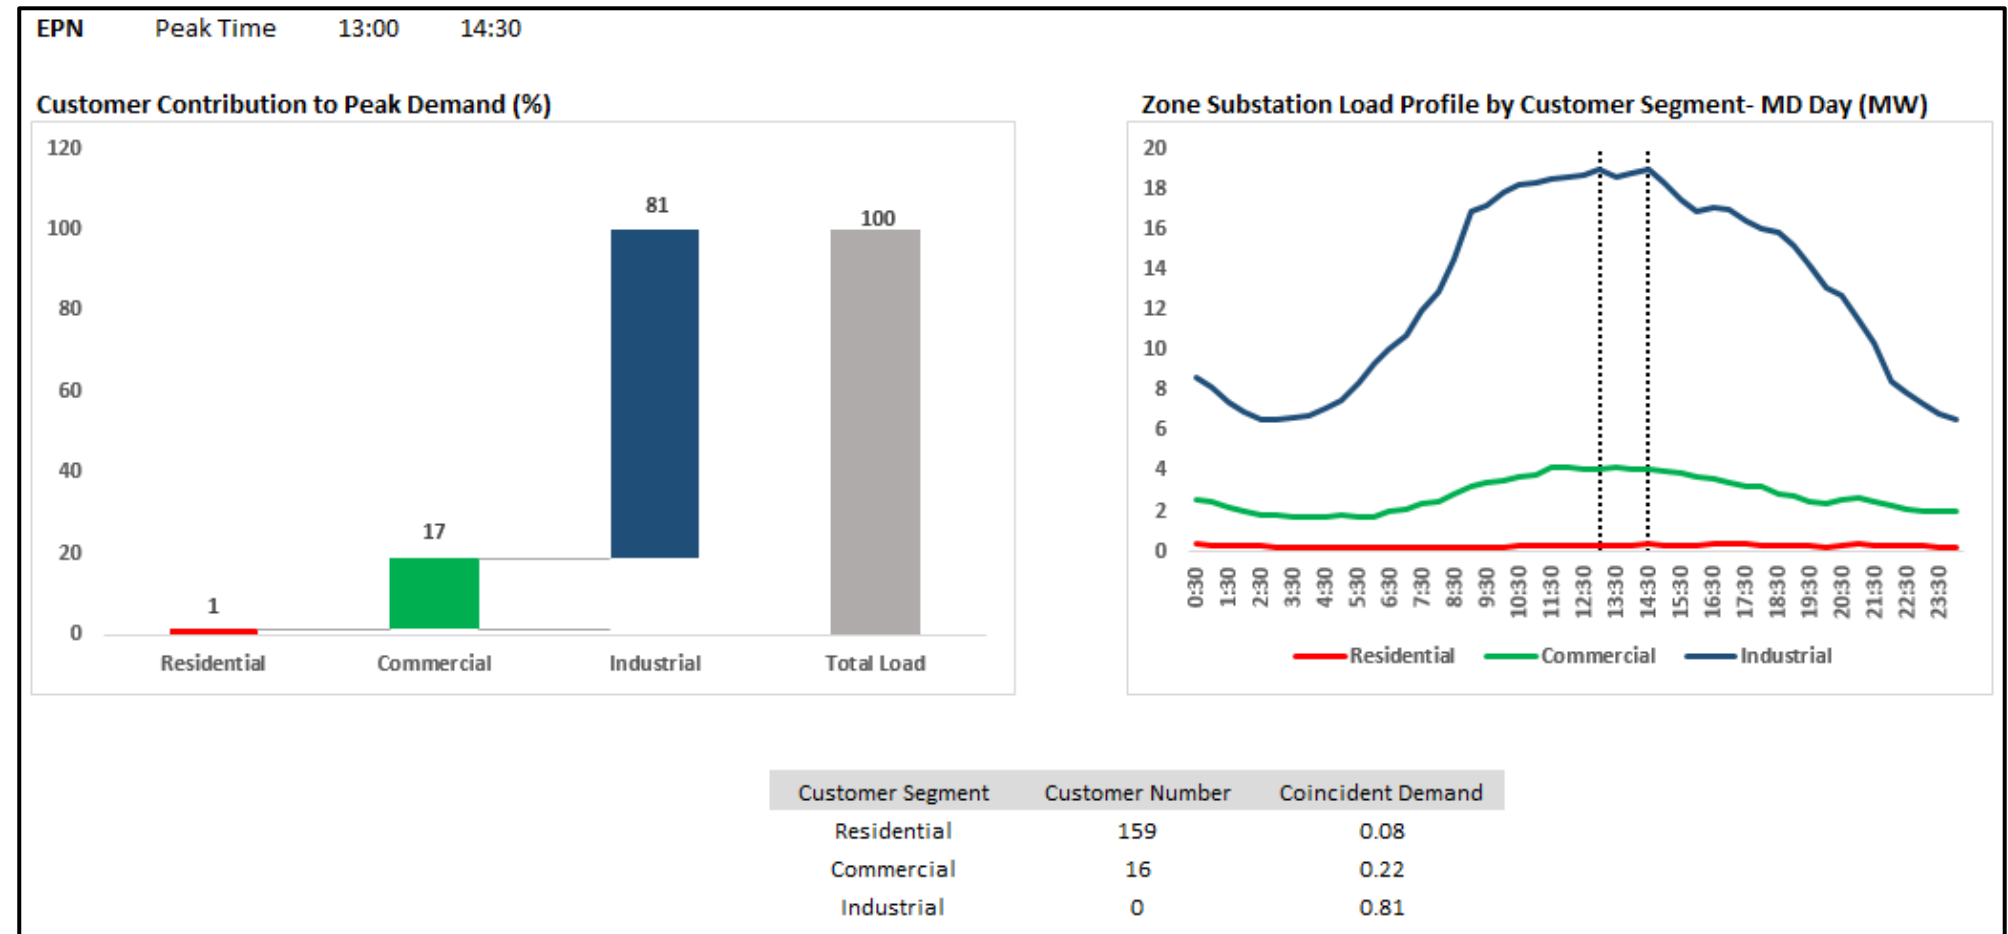 EPN Peak Time 13:00 14:30
Customer Contribution to Peak Demand (%)
120
100
80
60
40
20
0
1
17
81
100
Residential Commercial Industrial Total Load
Zone Substation Load Profile by Customer Segment- MD Day (MW)
20
18
16
14
12
10
8
6
4
2
0
0:30 1:30 2:30 3:30 4:30 5:30 6:30 7:30 8:30 9:30 10:30 11:30 12:30 13:30 14:30 15:30 16:30 17:30 18:30 19:30 20:30 21:30 22:30 23:30
Residential Commercial Industrial
Customer Segment Customer Number Coincident Demand
Residential 159 0.08
Commercial 16 0.22
Industrial 0 0.81